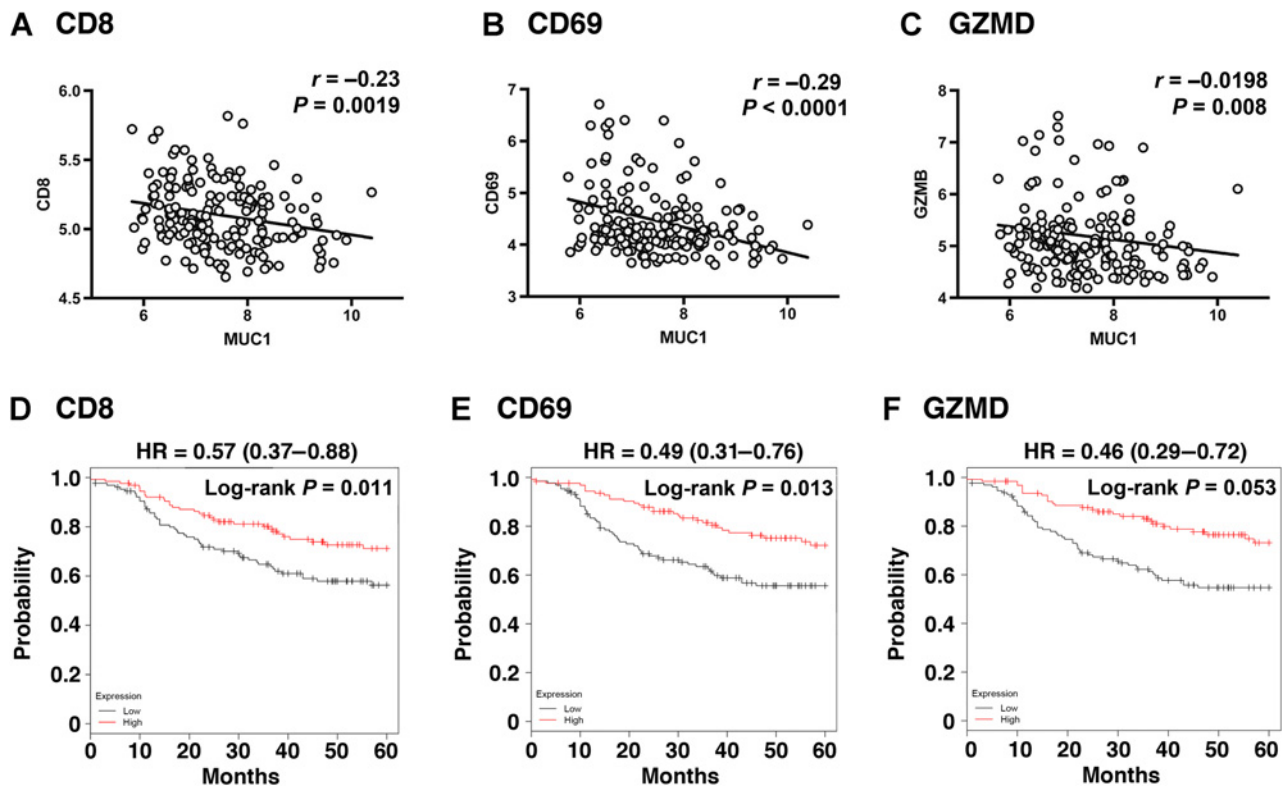 A CD8
r = –0.23
P = 0.0019
6.0
5.5
5.0
4.5
CD8
6 8 10
MUC1
B CD69
r = –0.29
P < 0.0001
7
6
5
4
3
CD69
6 8 10
MUC1
C GZMD
r = –0.0198
P = 0.008
8
7
6
5
4
GZMB
6 8 10
MUC1
D CD8
HR = 0.57 (0.37–0.88)
Log-rank P = 0.011
1.0
0.8
0.6
0.4
0.2
0
Probability
Expression
Low
High
0 10 20 30 40 50 60
Months
E CD69
HR = 0.49 (0.31–0.76)
Log-rank P = 0.013
1.0
0.8
0.6
0.4
0.2
0
Probability
Expression
Low
High
0 10 20 30 40 50 60
Months
F GZMD
HR = 0.46 (0.29–0.72)
Log-rank P = 0.053
1.0
0.8
0.6
0.4
0.2
0
Probability
Expression
Low
High
0 10 20 30 40 50 60
Months